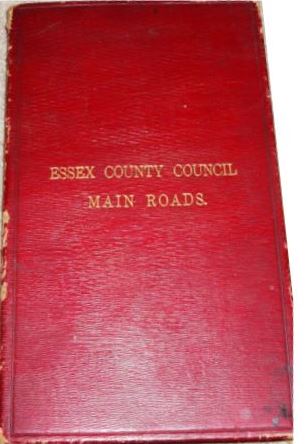 ESSEX COUNTY COUNCIL
MAIN ROADS.